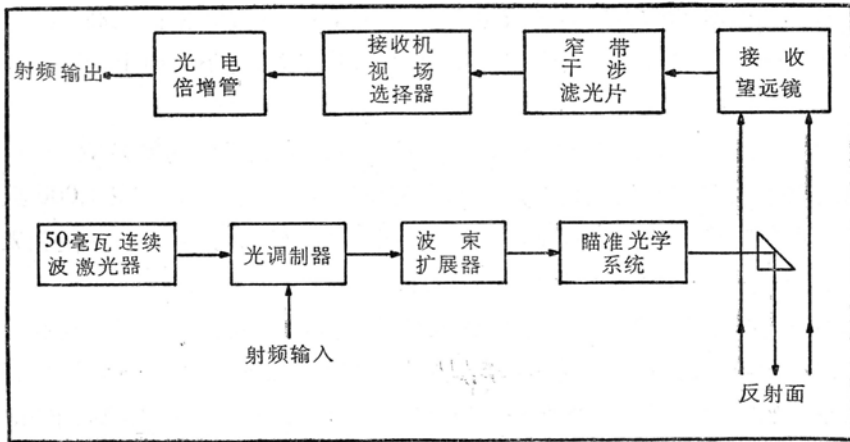 射频输出
光电
倍增管
接收机
视场
选择器
窄带
干涉
滤光片
接收
望远镜
50毫瓦连续
波激光器
光调制器
波束
扩展器
瞄准光学
系统
射频输入
反射面